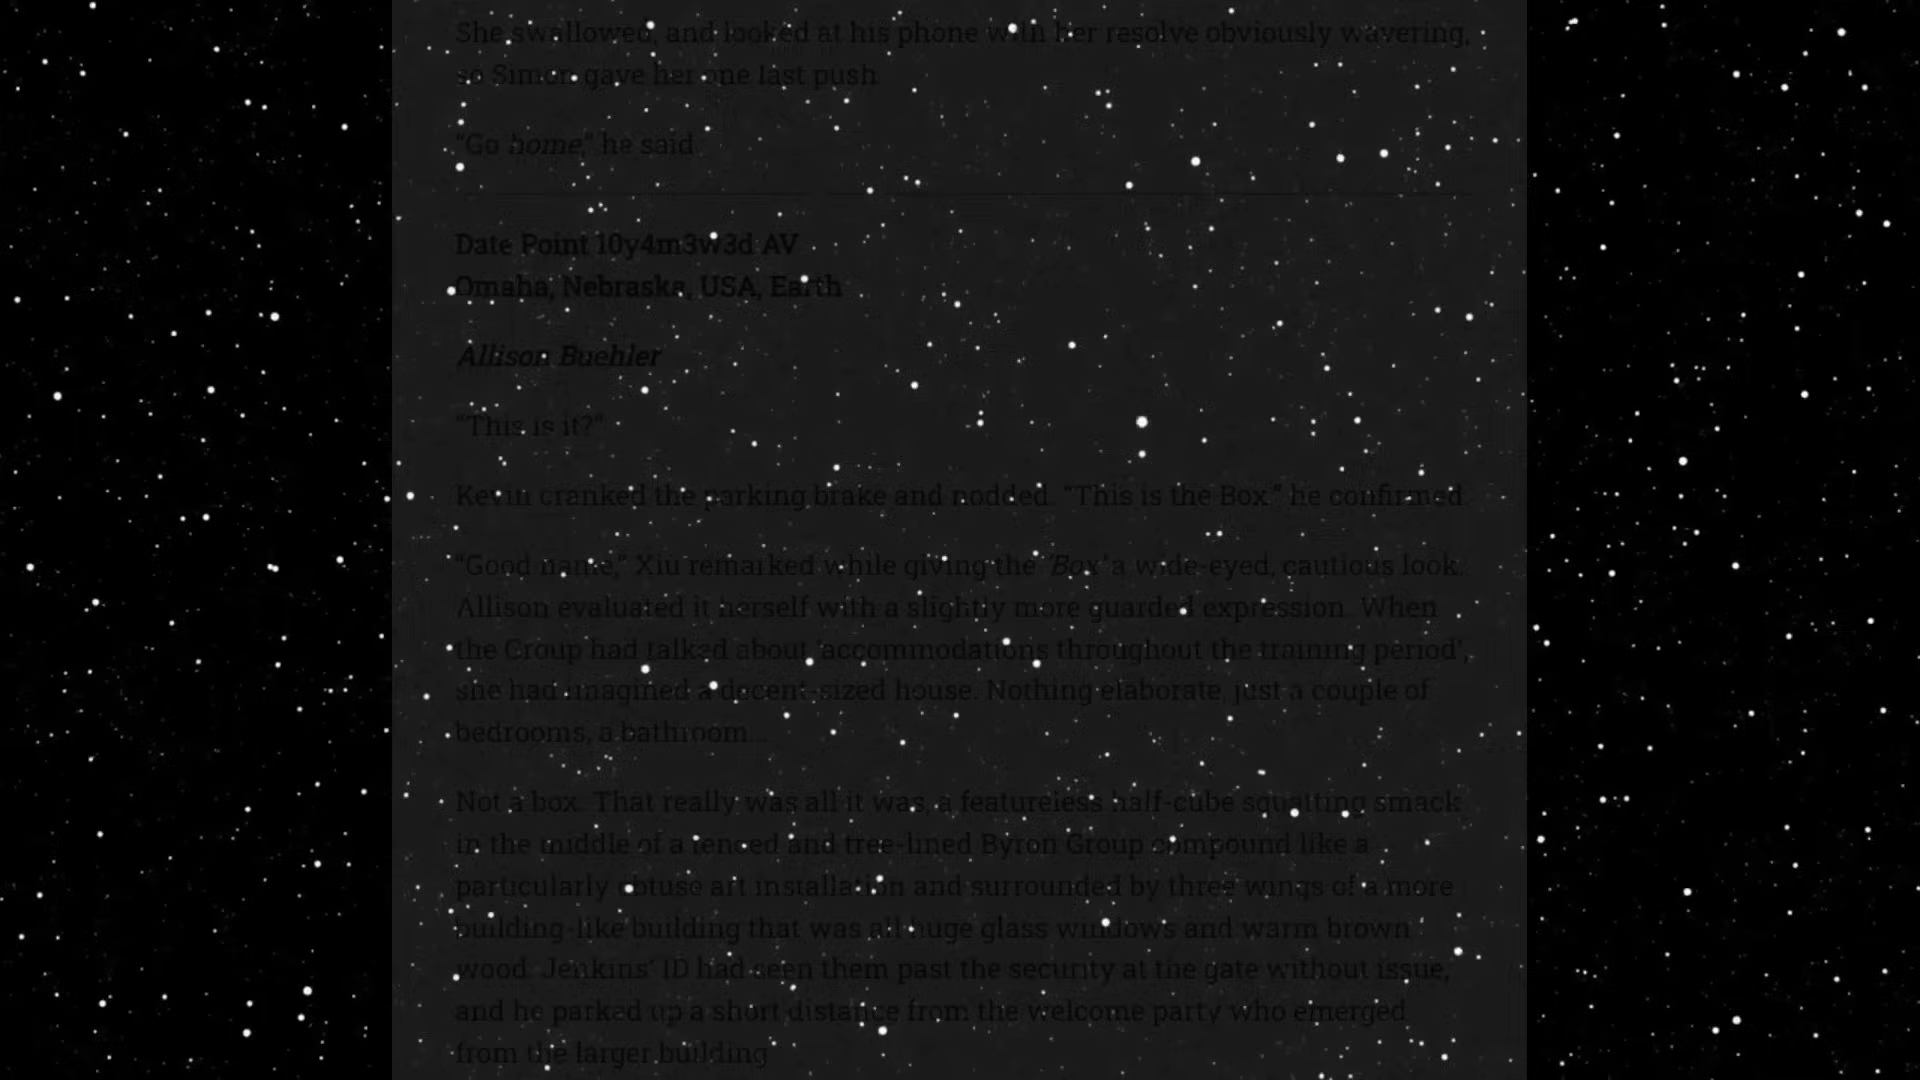 She swallowed, and looked at his phone with her resolve obviously wavering,
so Simon gave her one last push
“Go home,” he said.
Date Point 10y4m3w3d AV
Omaha, Nebraska, USA, Earth
Allison Buehler
“This is it?”
Kevin cranked the parking brake and nodded. “This is the Box.” he confirmed.
“Good name,” Xiu remarked while giving the ‘Box’ a wide-eyed, cautious look.
Allison evaluated it herself with a slightly more guarded expression. When
the Group had talked about ‘accommodations throughout the training period’,
she had imagined a decent-sized house. Nothing elaborate, just a couple of
bedrooms, a bathroom...
Not a box. That really was all it was, a featureless half-cube squatting smack
in the middle of a fenced and tree-lined Byron Group compound like a
particularly obtuse art installation and surrounded by three wings of a more
building-like building that was all huge glass windows and warm brown
wood. Jenkins’ ID had seen them past the security at the gate without issue,
and he parked up a short distance from the welcome party who emerged
from the larger building